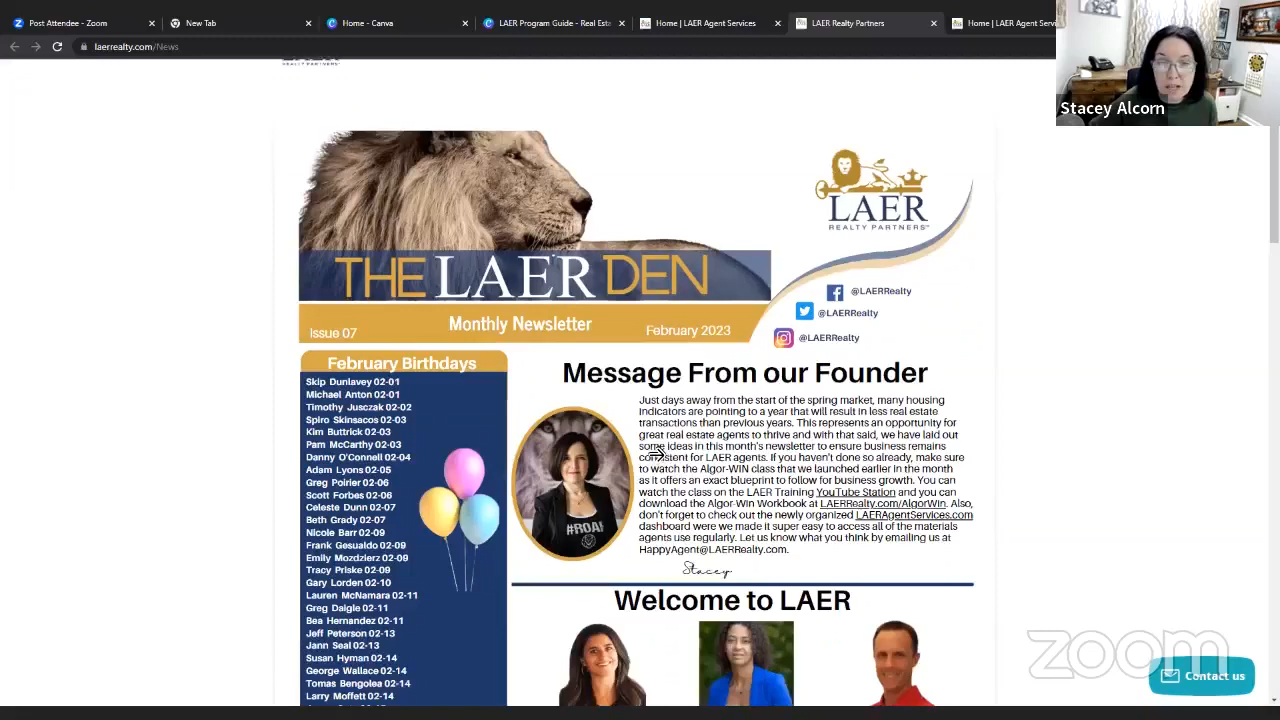 Post Attendee -
New Tab
Home - Canva
LAER Program Guide - Real Esta
Home | LAER Agent Services
LAER Realty Partners
Home | LAER Agent Servi
laerrealty.com/News
Stacey Alcorn
REALTY PARTNERS™
LAER
REALTY PARTNERS™
THE LAER DEN
@LAERRealty
@LAERRealty
@LAERRealty
Issue 07
Monthly Newsletter
February 2023
February Birthdays
Skip Dunlavey 02-01
Michael Anton 02-01
Timothy Jusczak 02-02
Spiro Skinsacos 02-03
Kim Buttrick 02-03
Pam McCarthy 02-03
Danny O'Connell 02-04
Adam Lyons 02-05
Greg Poirier 02-06
Scott Forbes 02-06
Celeste Dunn 02-07
Beth Grady 02-07
Nicole Barr 02-09
Frank Gesualdo 02-09
Emily Mozdzierz 02-09
Tracy Priske 02-09
Gary Lorden 02-10
Lauren McNamara 02-11
Greg Daigle 02-11
Bea Hernandez 02-11
Jeff Peterson 02-13
Jann Seal 02-13
Susan Hyman 02-14
George Wallace 02-14
Tomas Bengolea 02-14
Larry Moffett 02-14
Message From our Founder
Just days away from the start of the spring market, many housing
indicators are pointing to a year that will result in less real estate
transactions than previous years. This represents an opportunity for
great real estate agents to thrive and with that said, we have laid out
some ideas in this month's newsletter to ensure business remains
for LAER agents. If you haven't done so already, make sure
to watch the Algor-WIN class that we launched earlier in the month
as it offers an exact blueprint to follow for business growth. You can
watch the class on the LAER Training YouTube Station and you can
download the Algor-Win Workbook at LAERRealty.com/AlgorWin. Also,
don't forget to check out the newly organized LAERAgentServices.com
dashboard were we made it super easy to access all of the materials
agents use regularly. Let us know what you think by emailing us at
HappyAgent@LAERRealty.com.
#ROAR
Stacey
Welcome to LAER
zoom
Contact us